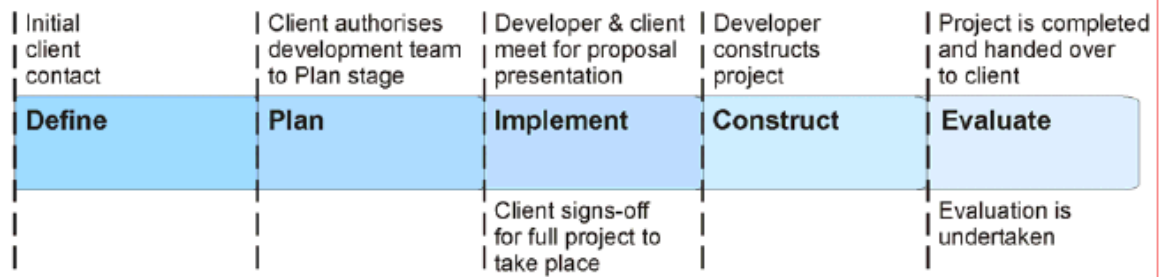 Initial
client
contact
Client authorises
development team
to Plan stage
Developer & client
meet for proposal
presentation
Developer
constructs
project
Project is completed
and handed over
to client
Define
Plan
Implement
Construct
Evaluate
Client signs-off
for full project to
take place
Evaluation is
undertaken